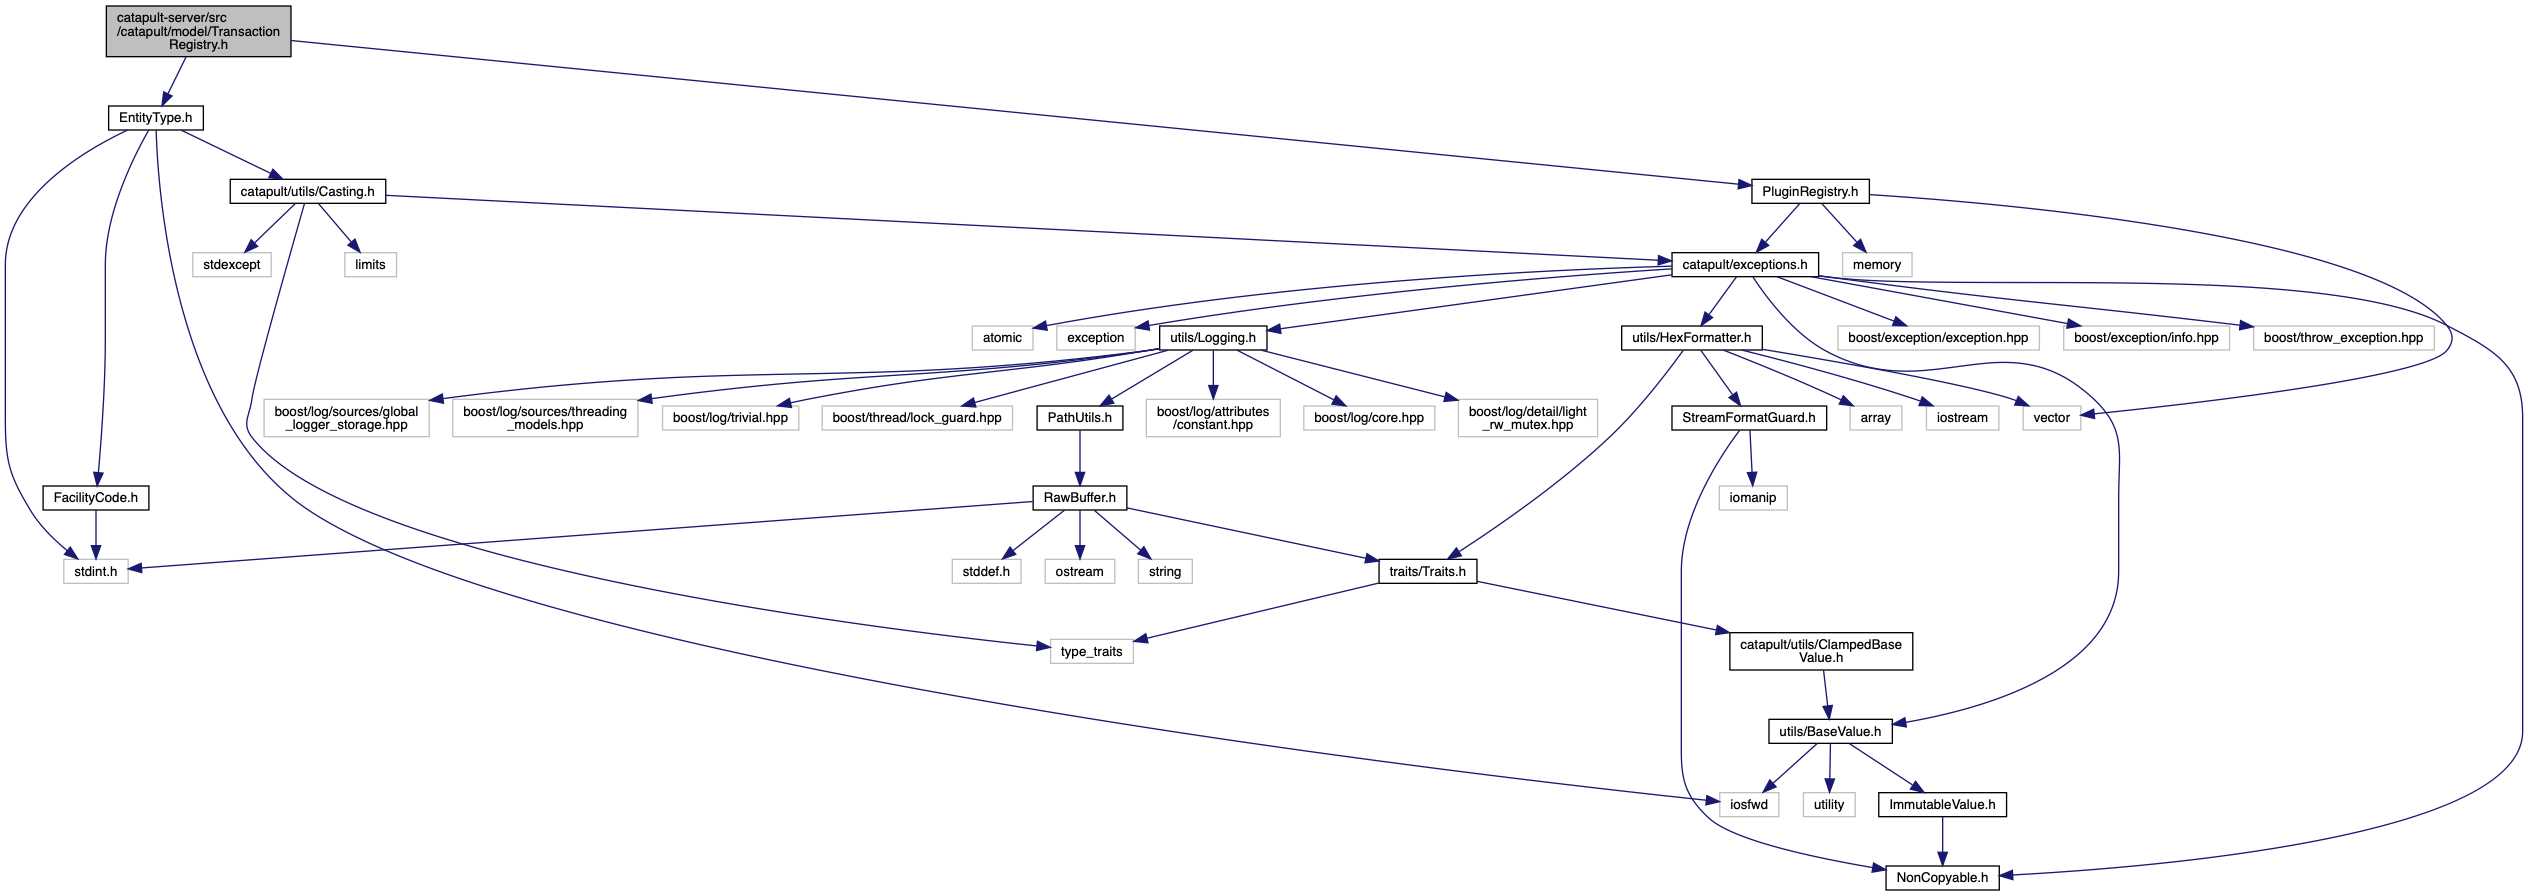 catapult-server/src
/catapult/model/Transaction
Registry.h
EntityType.h
catapult/utils/Casting.h
PluginRegistry.h
stdexcept
limits
catapult/exceptions.h
memory
atomic
exception
utils/Logging.h
utils/HexFormatter.h
boost/exception/exception.hpp
boost/exception/info.hpp
boost/throw_exception.hpp
boost/log/sources/global
_logger_storage.hpp
boost/log/sources/threading
_models.hpp
boost/log/trivial.hpp
boost/thread/lock_guard.hpp
PathUtils.h
boost/log/attributes
/constant.hpp
boost/log/core.hpp
boost/log/detail/light
_rw_mutex.hpp
StreamFormatGuard.h
array
iostream
vector
FacilityCode.h
RawBuffer.h
iomanip
stdint.h
stddef.h
ostream
string
traits/Traits.h
type_traits
catapult/utils/ClampedBase
Value.h
utils/BaseValue.h
iosfwd
utility
ImmutableValue.h
NonCopyable.h